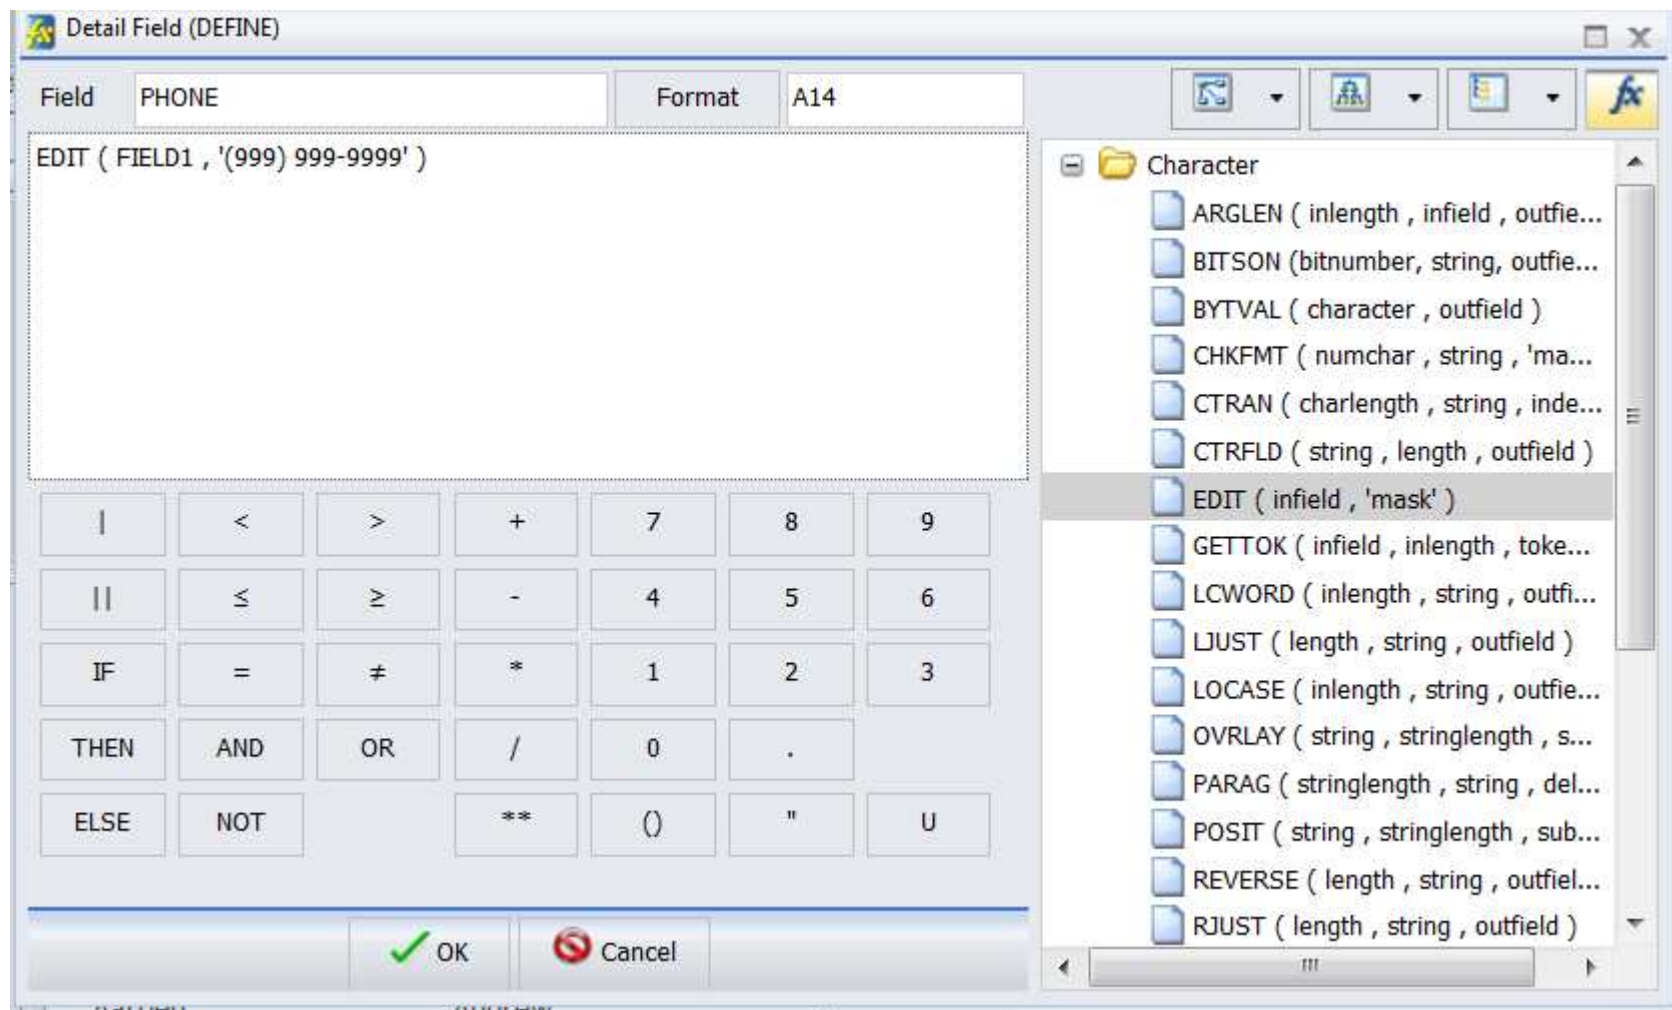 Detail Field (DEFINE)
Field PHONE Format A14
fx
EDIT ( FIELD1 , '(999) 999-9999' )
| < > + 7 8 9
|| ≤ ≥ - 4 5 6
IF = ≠ * 1 2 3
THEN AND OR / 0 .
ELSE NOT ** () " U
OK Cancel
Character
ARGLEN ( inlength , infield , outfie...
BITSON (bitnumber, string, outfie...
BYTVAL ( character , outfield )
CHKFMT ( numchar , string , 'ma...
CTRAN ( charlength , string , inde...
CTRFLD ( string , length , outfield )
EDIT ( infield , 'mask' )
GETTOK ( infield , inlength , toke...
LCWORD ( inlength , string , outfi...
LJUST ( length , string , outfield )
LOCASE ( inlength , string , outfie...
OVRLAY ( string , stringlength , s...
PARAG ( stringlength , string , del...
POSIT ( string , stringlength , sub...
REVERSE ( length , string , outfiel...
RJUST ( length , string , outfield )